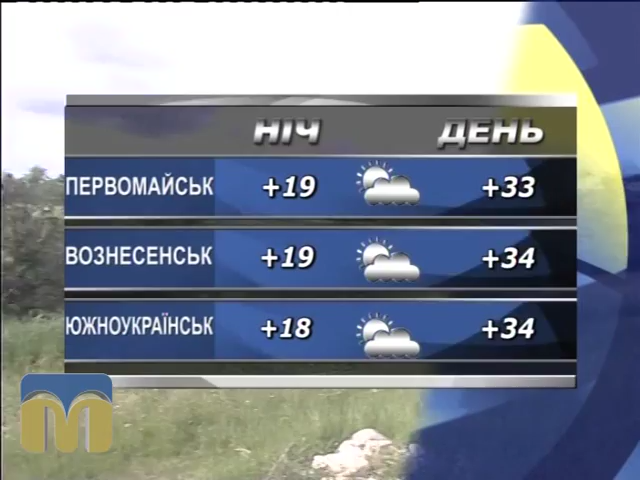 НІЧ ДЕНЬ
ПЕРВОМАЙСЬК +19 +33
ВОЗНЕСЕНСЬК +19 +34
ЮЖНОУКРАЇНСЬК +18 +34
М